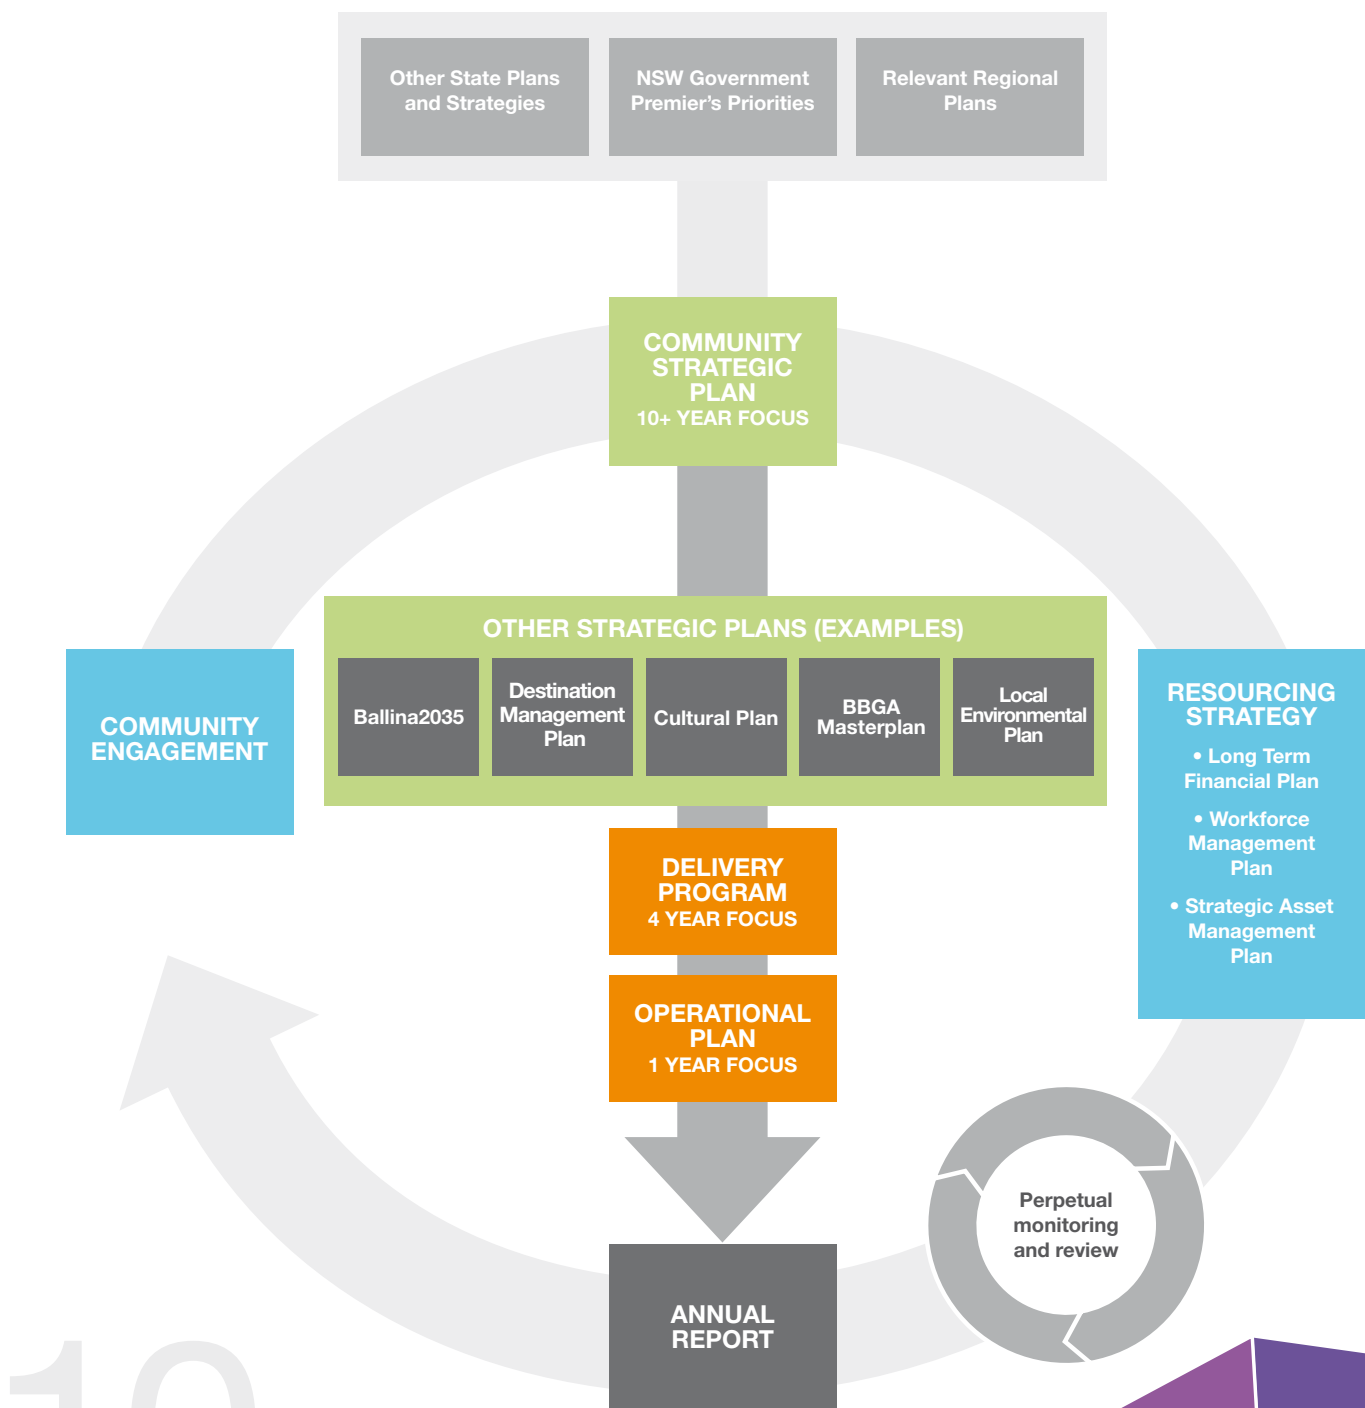 Other State Plans
and Strategies
NSW Government
Premier’s Priorities
Relevant Regional
Plans
COMMUNITY
STRATEGIC
PLAN
10+ YEAR FOCUS
OTHER STRATEGIC PLANS (EXAMPLES)
Ballina2035
Destination
Management
Plan
Cultural Plan
BBGA
Masterplan
Local
Environmental
Plan
COMMUNITY
ENGAGEMENT
RESOURCING
STRATEGY
• Long Term
Financial Plan
• Workforce
Management
Plan
• Strategic Asset
Management
Plan
DELIVERY
PROGRAM
4 YEAR FOCUS
OPERATIONAL
PLAN
1 YEAR FOCUS
Perpetual
monitoring
and review
ANNUAL
REPORT